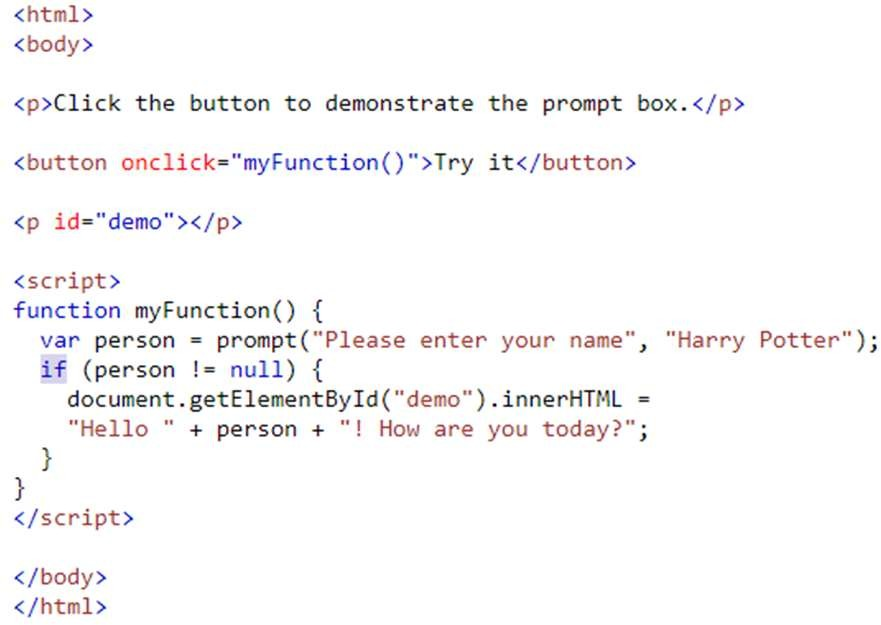 <html>
<body>
<p>Click the button to demonstrate the prompt box.</p>
<button onclick="myFunction()">Try it</button>
<p id="demo"></p>
<script>
function myFunction() {
  var person = prompt("Please enter your name", "Harry Potter");
  if (person != null) {
    document.getElementById("demo").innerHTML =
    "Hello " + person + "! How are you today?";
  }
}
</script>
</body>
</html>